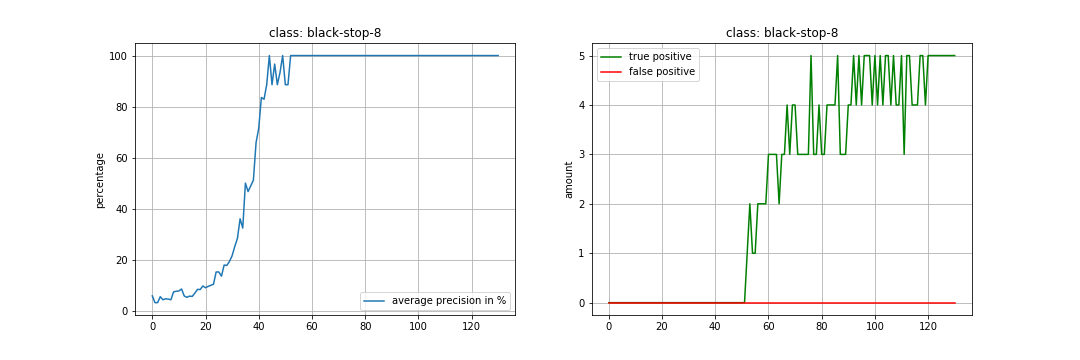 class: black-stop-8
percentage
100
80
60
40
20
0
average precision in %
0 20 40 60 80 100 120
class: black-stop-8
amount
5
4
3
2
1
0
true positive
false positive
0 20 40 60 80 100 120